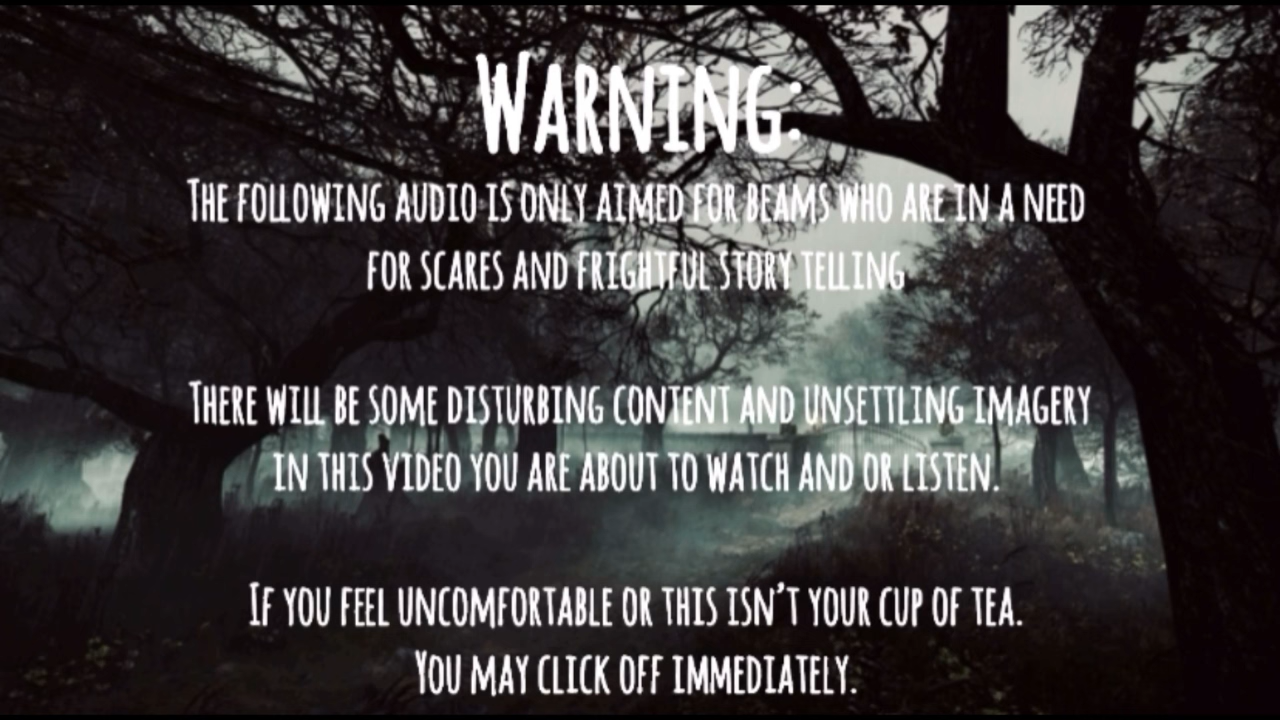 Warning:
The following audio is only aimed for beams who are in a need
for scares and frightful story telling
There will be some disturbing content and unsettling imagery
in this video you are about to watch and or listen.
If you feel uncomfortable or this isn't your cup of tea.
You may click off immediately.